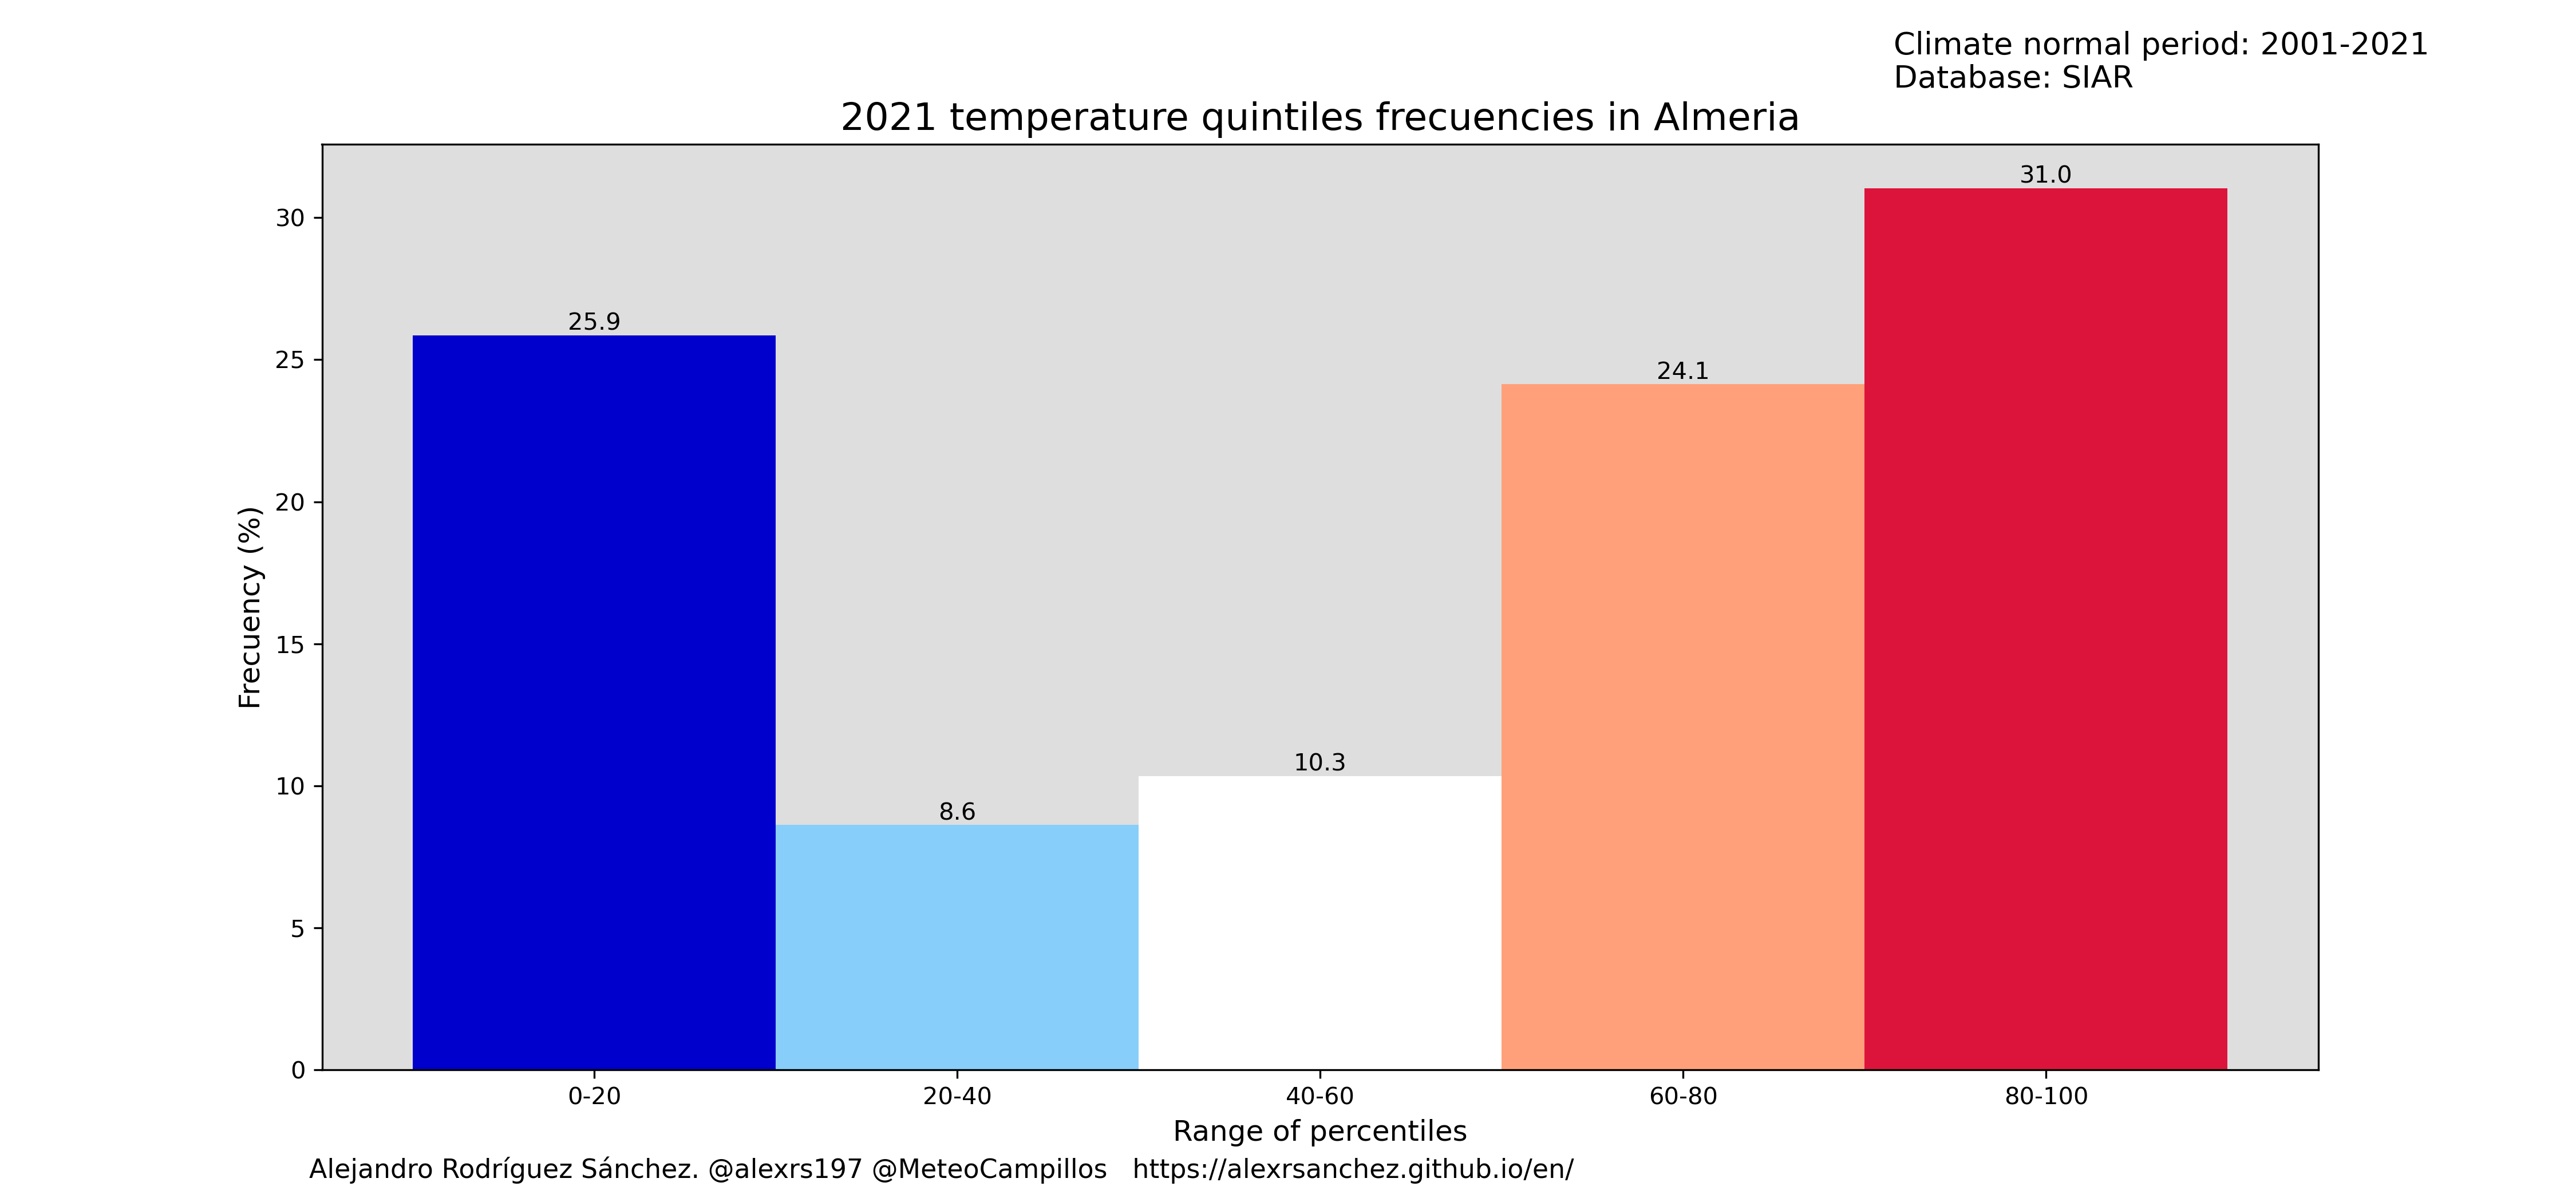 Climate normal period: 2001-2021
Database: SIAR
2021 temperature quintiles frecuencies in Almeria
31.0
30
25.9
25
24.1
20
Frecuency (%)
15
10.3
10
8.6
5
0
0-20 20-40 40-60 60-80 80-100
Range of percentiles
Alejandro Rodríguez Sánchez. @alexrs197 @MeteoCampillos https://alexrsanchez.github.io/en/